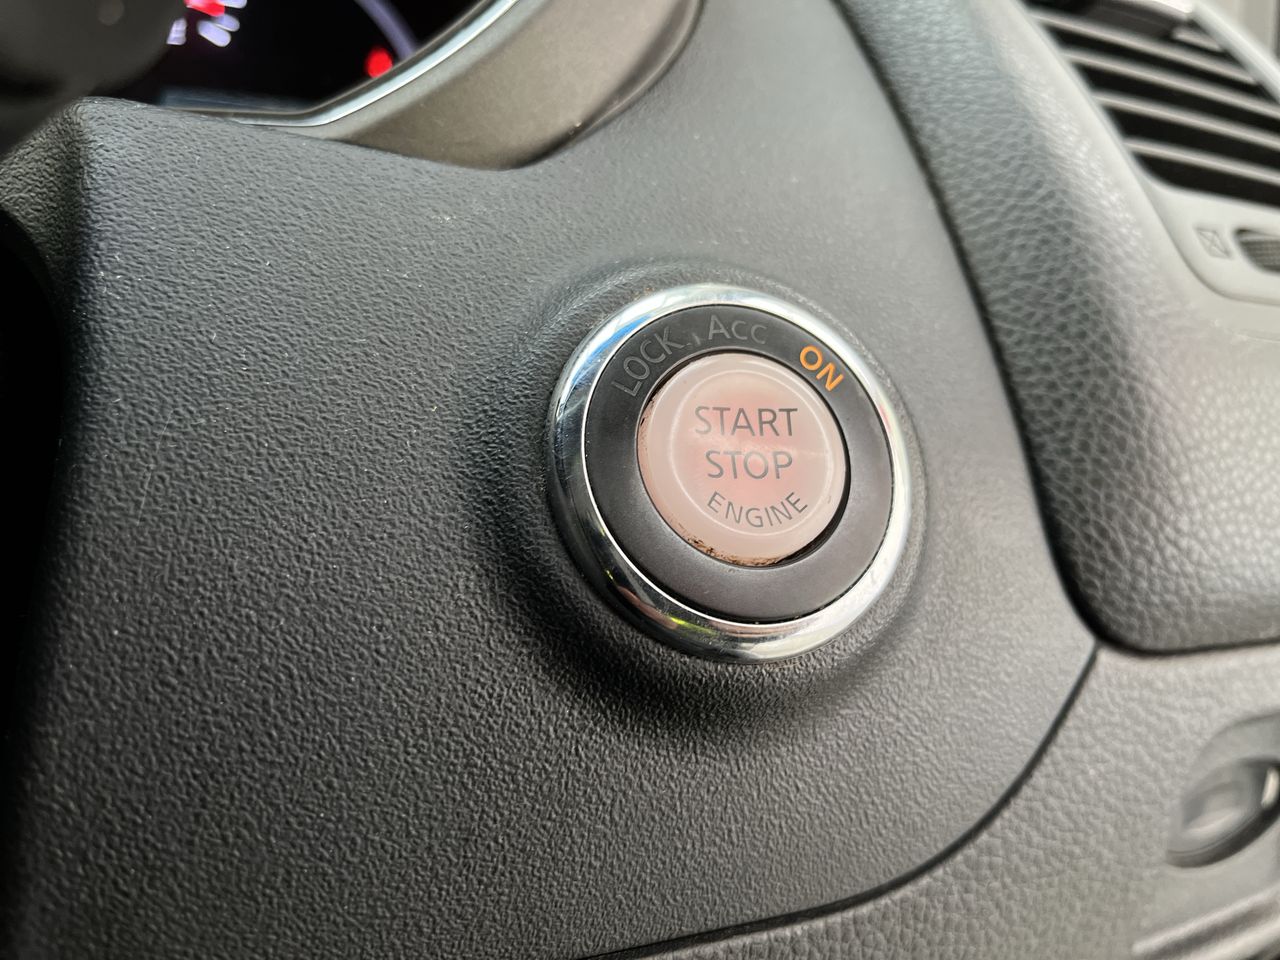 LOCK Acc ON
START
STOP
ENGINE